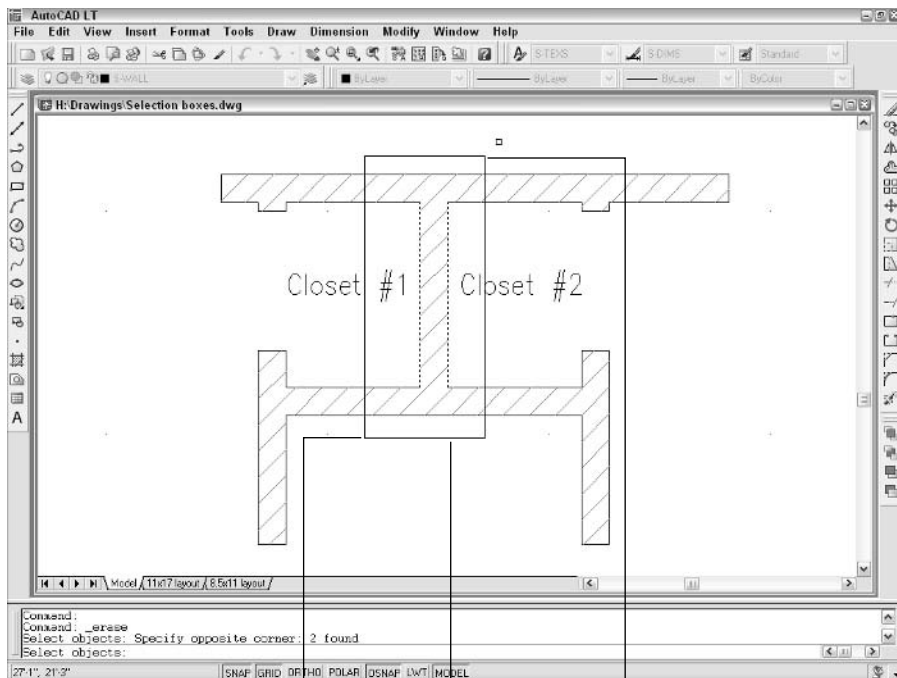 AutoCAD LT
File Edit View Insert Format Tools Draw Dimension Modify Window Help
S-TEXS S-DIMS Standard
S-WALL ByLayer ByLayer ByLayer ByColor
H:\Drawings\Selection boxes.dwg
Closet #1 Closet #2
A
Model 11x17 layout 8.5x11 layout
Command:
Command: _erase
Select objects: Specify opposite corner: 2 found
Select objects:
27'-1", 21'-3" SNAP GRID ORTHO POLAR OSNAP LWT MODEL